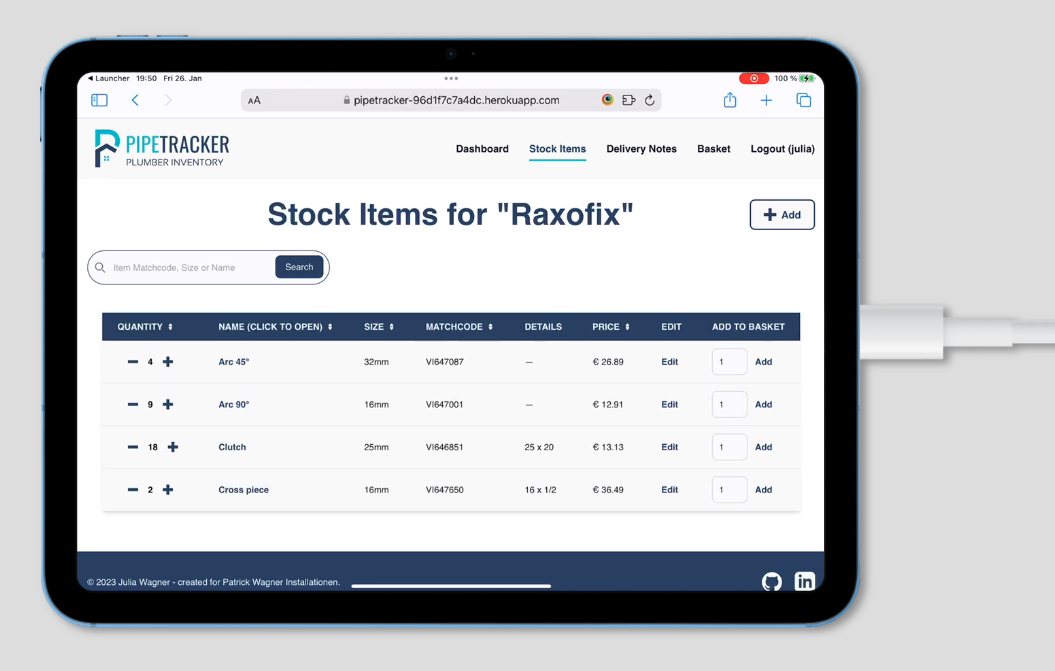 Launcher 19:50 Fri 26. Jan 100 %
AA pipetracker-96d1f7c7a4dc.herokuapp.com
PIPETRACKER
PLUMBER INVENTORY
Dashboard Stock Items Delivery Notes Basket Logout (julia)
Stock Items for "Raxofix"
Add
Item Matchcode, Size or Name Search
QUANTITY NAME (CLICK TO OPEN) SIZE MATCHCODE DETAILS PRICE EDIT ADD TO BASKET
4 Arc 45° 32mm VI647087 — € 26.89 Edit 1 Add
9 Arc 90° 16mm VI647001 — € 12.91 Edit 1 Add
18 Clutch 25mm VI646851 25 x 20 € 13.13 Edit 1 Add
2 Cross piece 16mm VI647650 16 x 1/2 € 36.49 Edit 1 Add
© 2023 Julia Wagner - created for Patrick Wagner Installationen. in